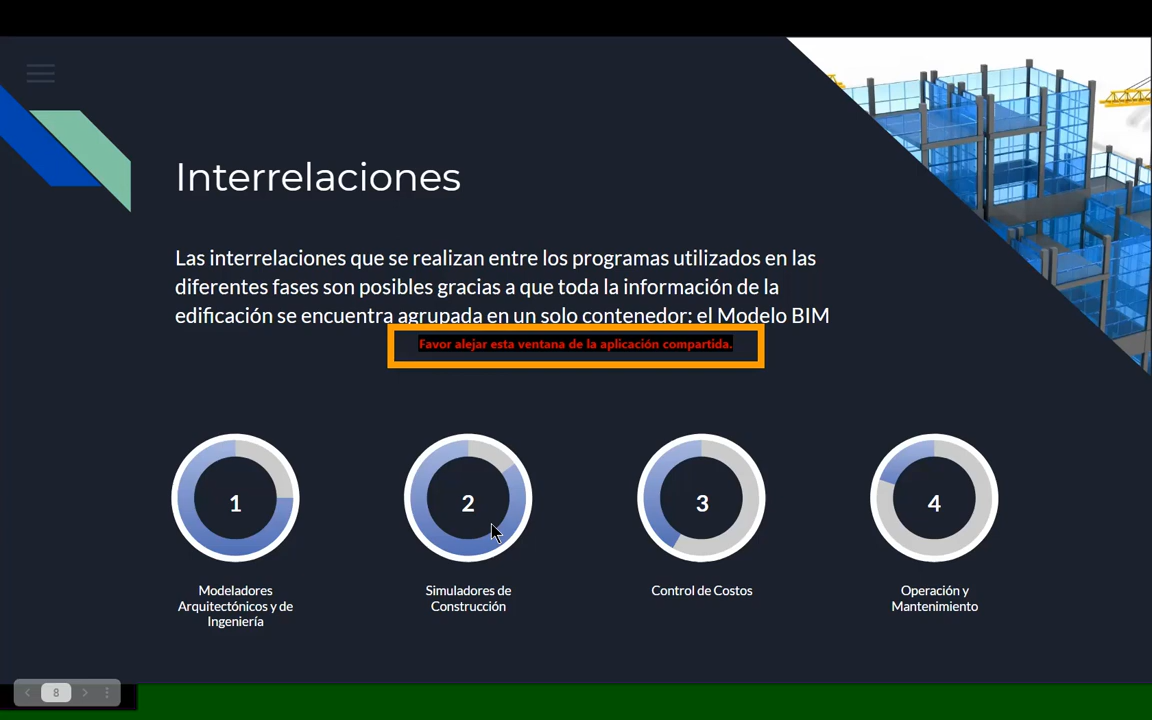 Interrelaciones
Las interrelaciones que se realizan entre los programas utilizados en las
diferentes fases son posibles gracias a que toda la información de la
edificación se encuentra agrupada en un solo contenedor: el Modelo BIM
Favor alejar esta ventana de la aplicación compartida.
1
2
3
4
Modeladores
Arquitectónicos y de
Ingeniería
Simuladores de
Construcción
Control de Costos
Operación y
Mantenimiento
8